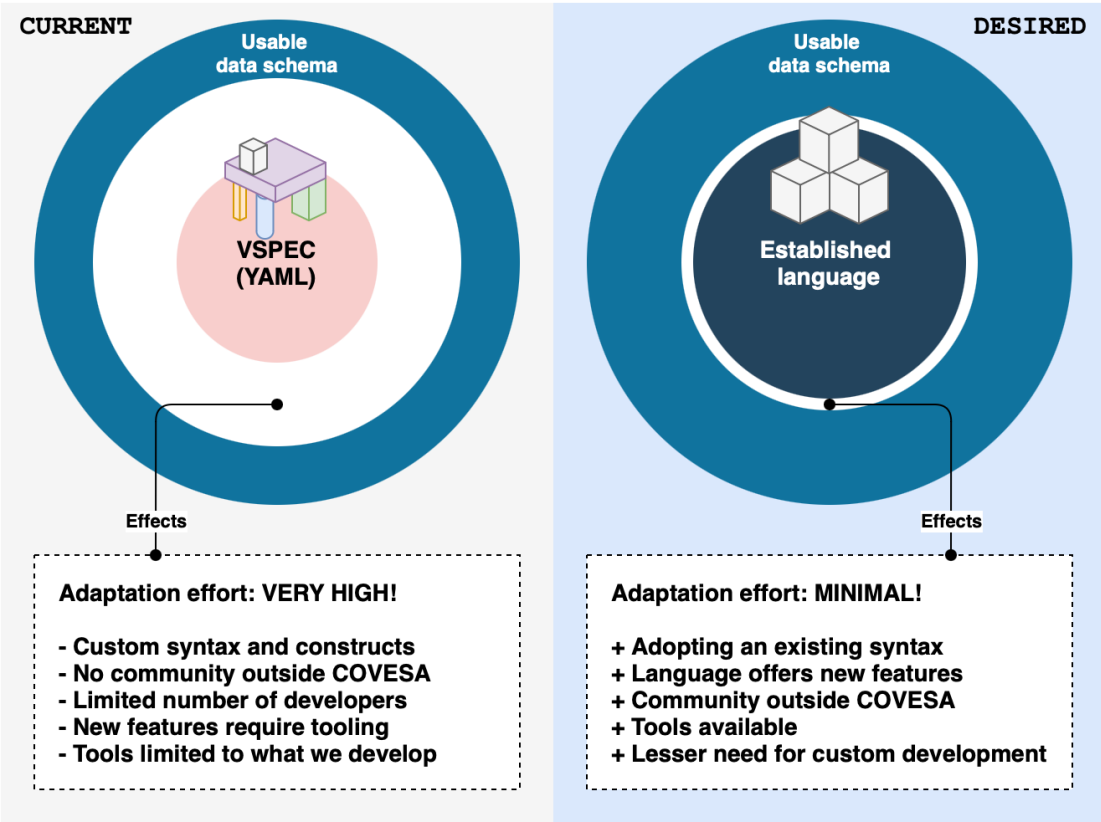 CURRENT
Usable
data schema
VSPEC
(YAML)
Effects
Adaptation effort: VERY HIGH!
- Custom syntax and constructs
- No community outside COVESA
- Limited number of developers
- New features require tooling
- Tools limited to what we develop
DESIRED
Usable
data schema
Established
language
Effects
Adaptation effort: MINIMAL!
+ Adopting an existing syntax
+ Language offers new features
+ Community outside COVESA
+ Tools available
+ Lesser need for custom development